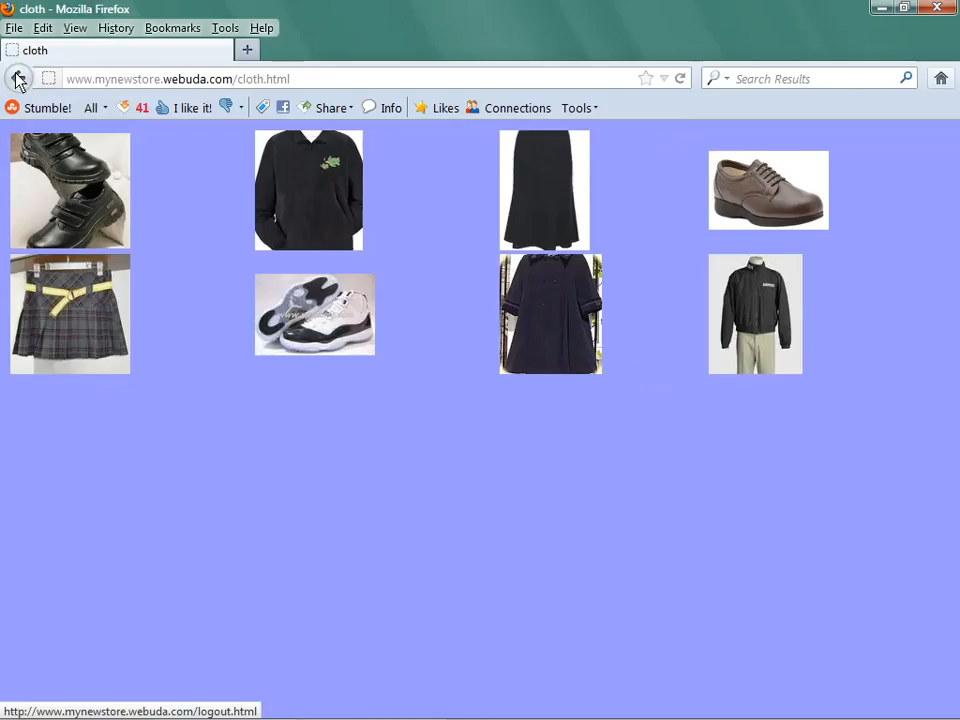 cloth - Mozilla Firefox
File Edit View History Bookmarks Tools Help
cloth
www.mynewstore.webuda.com/cloth.html
Search Results
Stumble! All 41 I like it! Share Info Likes Connections Tools
http://www.mynewstore.webuda.com/logout.html